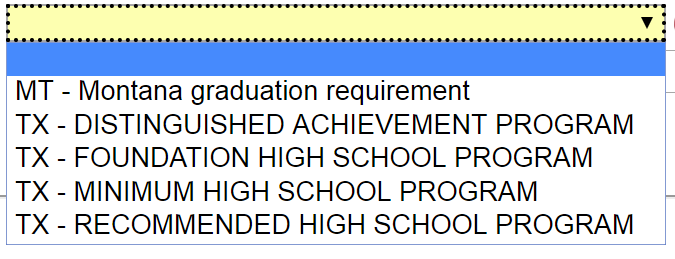 MT - Montana graduation requirement
TX - DISTINGUISHED ACHIEVEMENT PROGRAM
TX - FOUNDATION HIGH SCHOOL PROGRAM
TX - MINIMUM HIGH SCHOOL PROGRAM
TX - RECOMMENDED HIGH SCHOOL PROGRAM